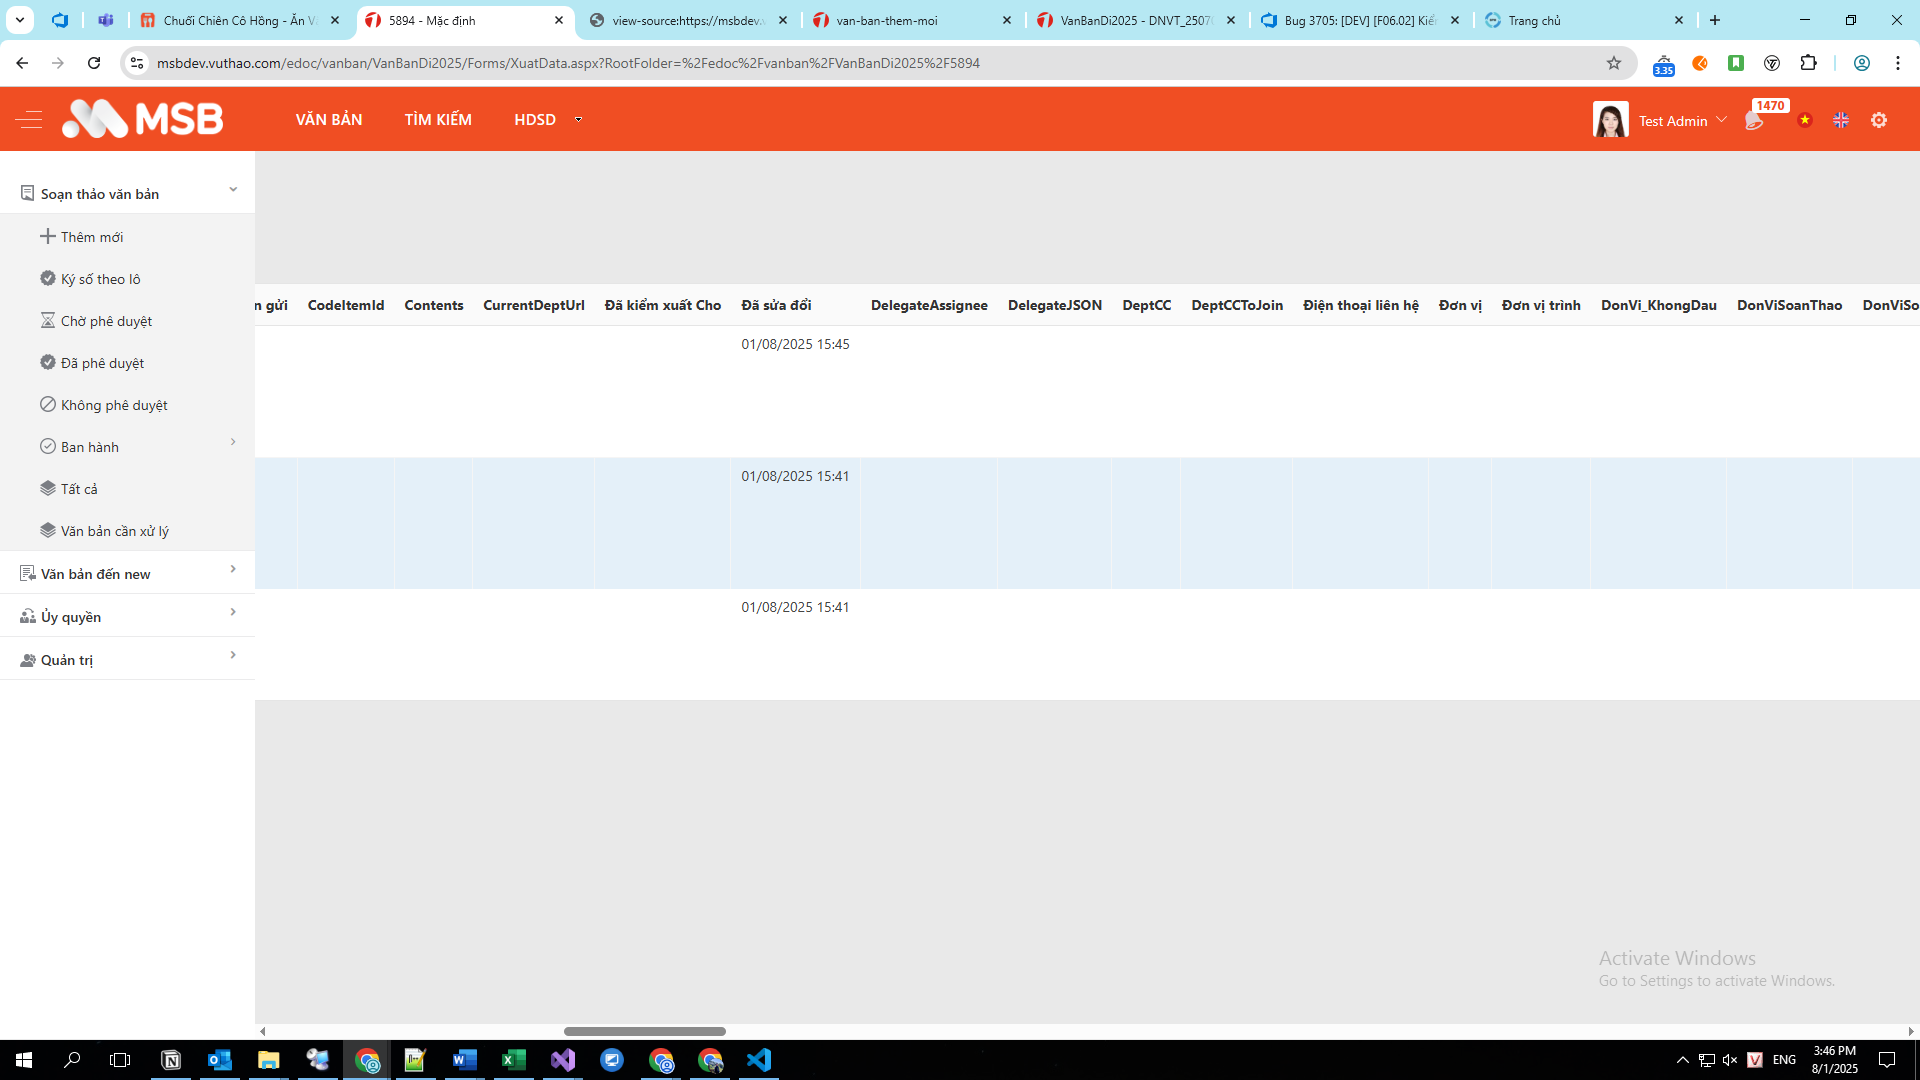 Chuối Chiên Cô Hồng - Ăn V
5894 - Mặc định
view-source:https://msbdev.v
van-ban-them-moi
VanBanDi2025 - DNVT_2507
Bug 3705: [DEV] [F06.02] Kiể
Trang chủ
msbdev.vuthao.com/edoc/vanban/VanBanDi2025/Forms/XuatData.aspx?RootFolder=%2Fedoc%2Fvanban%2FVanBanDi2025%2F5894
3.35
MSB
VĂN BẢN
TÌM KIẾM
HDSD
Test Admin
1470
Soạn thảo văn bản
Thêm mới
Ký số theo lô
Chờ phê duyệt
Đã phê duyệt
Không phê duyệt
Ban hành
Tất cả
Văn bản cần xử lý
Văn bản đến new
Ủy quyền
Quản trị
n gửi CodeItemId Contents CurrentDeptUrl Đã kiểm xuất Cho Đã sửa đổi DelegateAssignee DelegateJSON DeptCC DeptCCToJoin Điện thoại liên hệ Đơn vị Đơn vị trình DonVi_KhongDau DonViSoanThao DonViSo
01/08/2025 15:45
01/08/2025 15:41
01/08/2025 15:41
Activate Windows
Go to Settings to activate Windows.
ENG
3:46 PM
8/1/2025